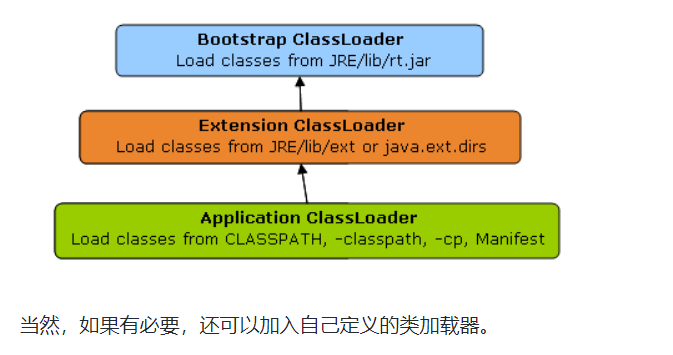 Bootstrap ClassLoader
Load classes from JRE/lib/rt.jar
Extension ClassLoader
Load classes from JRE/lib/ext or java.ext.dirs
Application ClassLoader
Load classes from CLASSPATH, -classpath, -cp, Manifest
当然，如果有必要，还可以加入自己定义的类加载器。